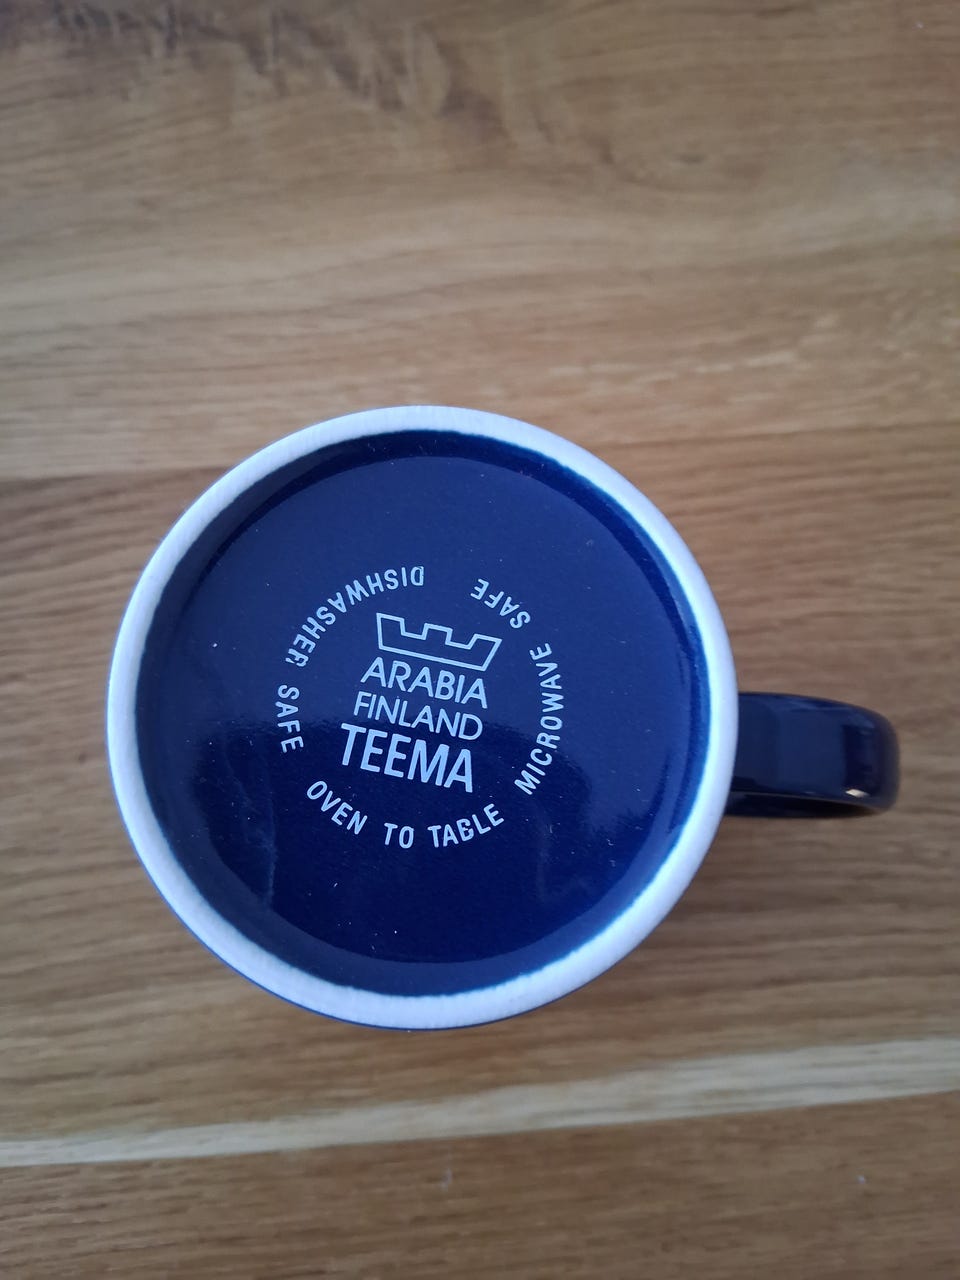 ARABIA
FINLAND
TEEMA
DISHWASHER SAFE
OVEN TO TABLE
MICROWAVE SAFE